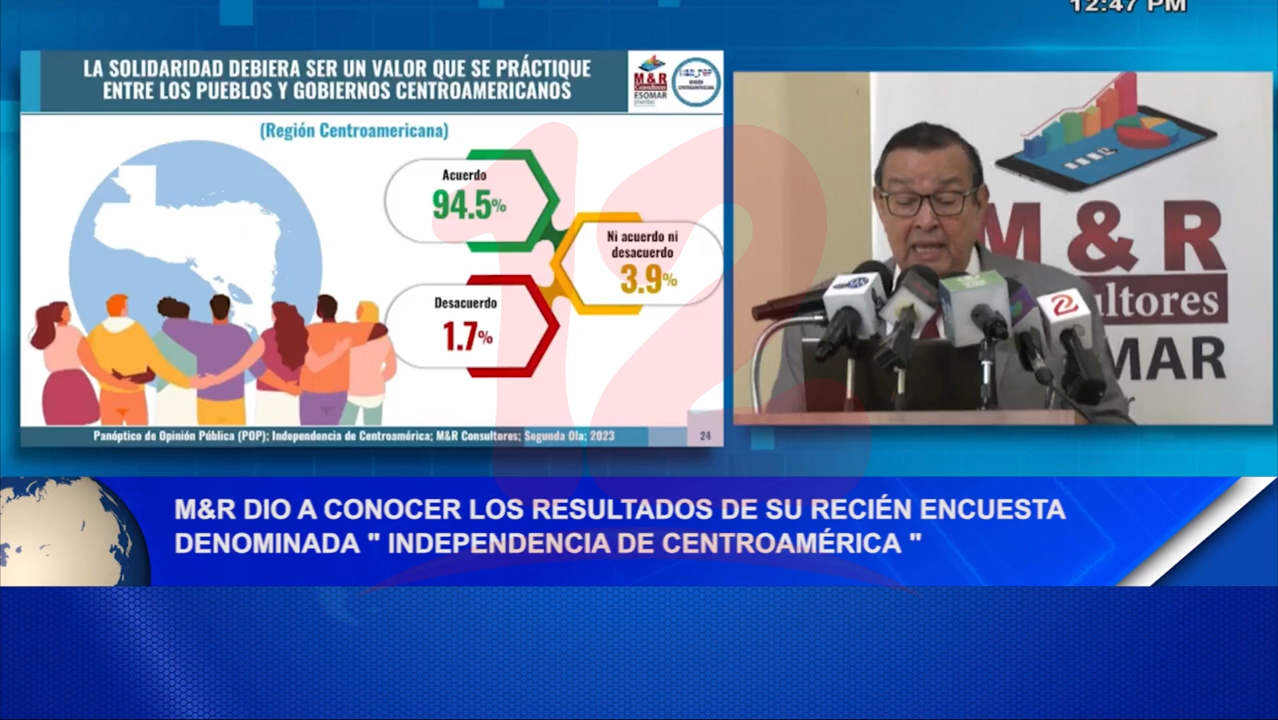 12:47 PM
LA SOLIDARIDAD DEBIERA SER UN VALOR QUE SE PRÁCTIQUE
ENTRE LOS PUEBLOS Y GOBIERNOS CENTROAMERICANOS
M&R
Consultores
ESOMAR
(Región Centroamericana)
Acuerdo
94.5%
Ni acuerdo ni
desacuerdo
3.9%
Desacuerdo
1.7%
Panóptico de Opinión Pública (POP); Independencia de Centroamérica; M&R Consultores; Segunda Ola; 2023
24
M & R
ultores
MAR
12
M&R DIO A CONOCER LOS RESULTADOS DE SU RECIÉN ENCUESTA
DENOMINADA " INDEPENDENCIA DE CENTROAMÉRICA "